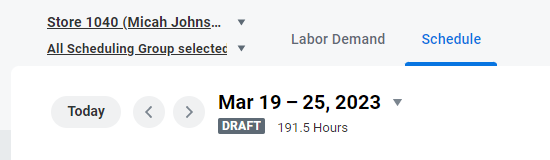 Store 1040 (Micah Johns...
All Scheduling Group selected
Labor Demand
Schedule
Today
Mar 19 – 25, 2023
DRAFT 191.5 Hours